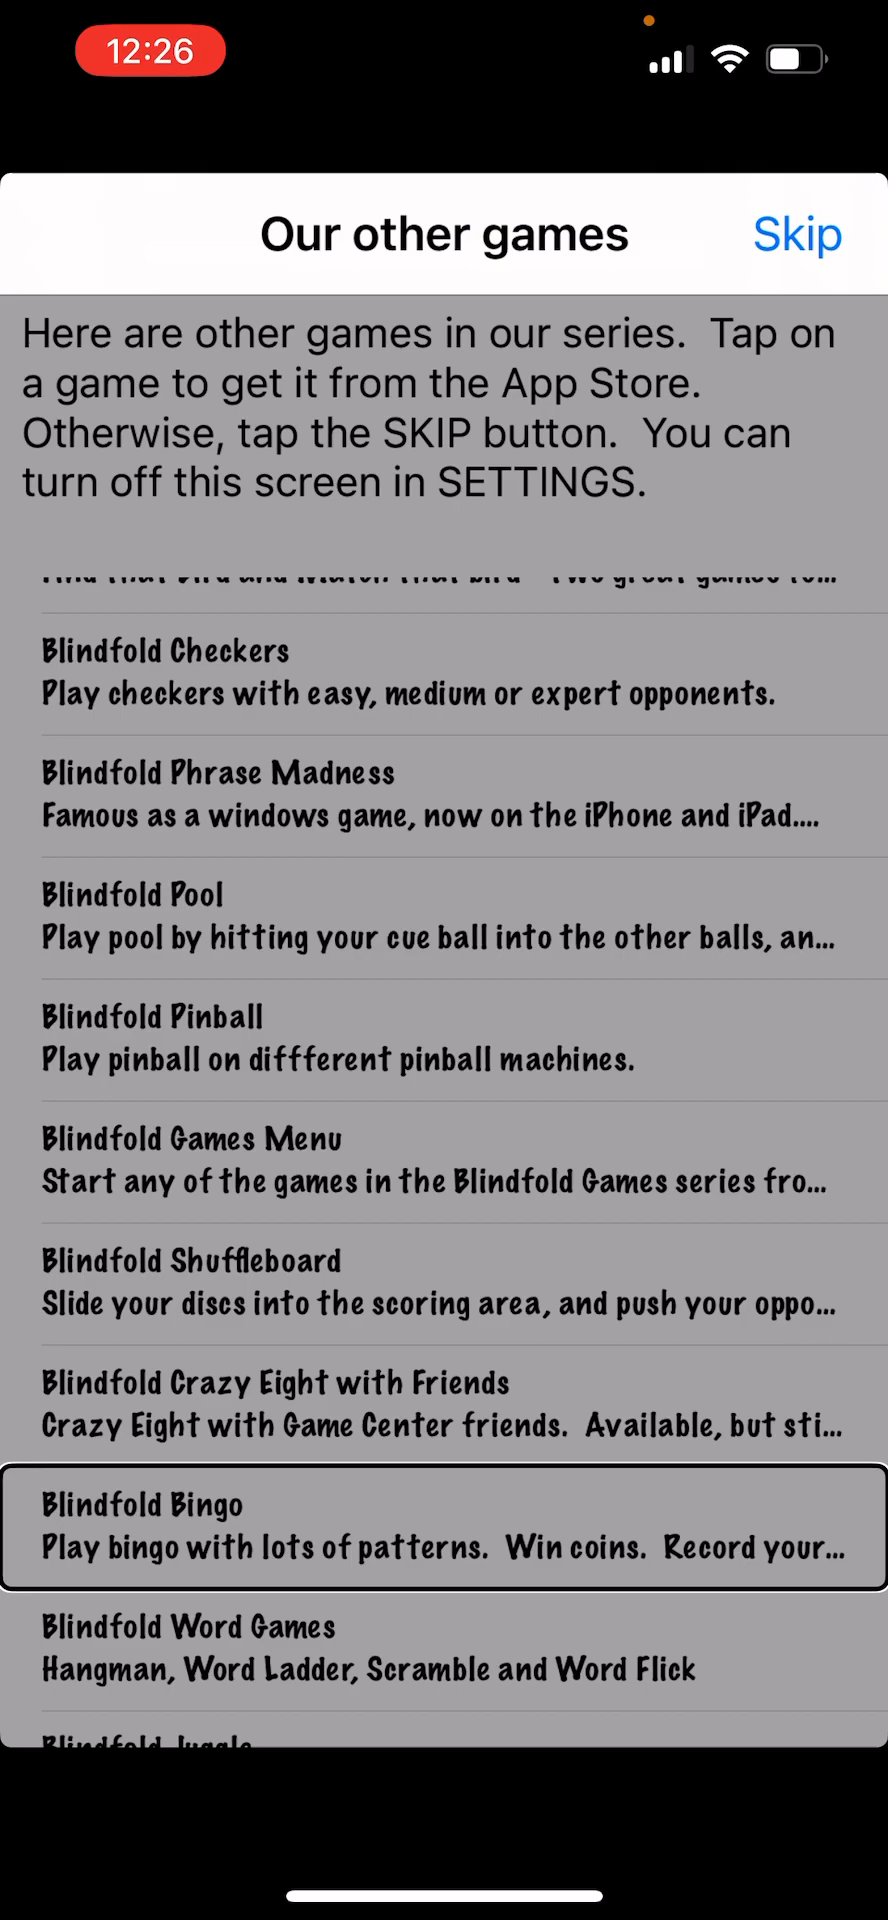 12:26
Our other games
Skip
Here are other games in our series.  Tap on
a game to get it from the App Store.
Otherwise, tap the SKIP button.  You can
turn off this screen in SETTINGS.
Blindfold Checkers
Play checkers with easy, medium or expert opponents.
Blindfold Phrase Madness
Famous as a windows game, now on the iPhone and iPad....
Blindfold Pool
Play pool by hitting your cue ball into the other balls, an...
Blindfold Pinball
Play pinball on diffferent pinball machines.
Blindfold Games Menu
Start any of the games in the Blindfold Games series fro...
Blindfold Shuffleboard
Slide your discs into the scoring area, and push your oppo...
Blindfold Crazy Eight with Friends
Crazy Eight with Game Center friends.  Available, but sti...
Blindfold Bingo
Play bingo with lots of patterns.  Win coins.  Record your...
Blindfold Word Games
Hangman, Word Ladder, Scramble and Word Flick
Blindfold Juggle